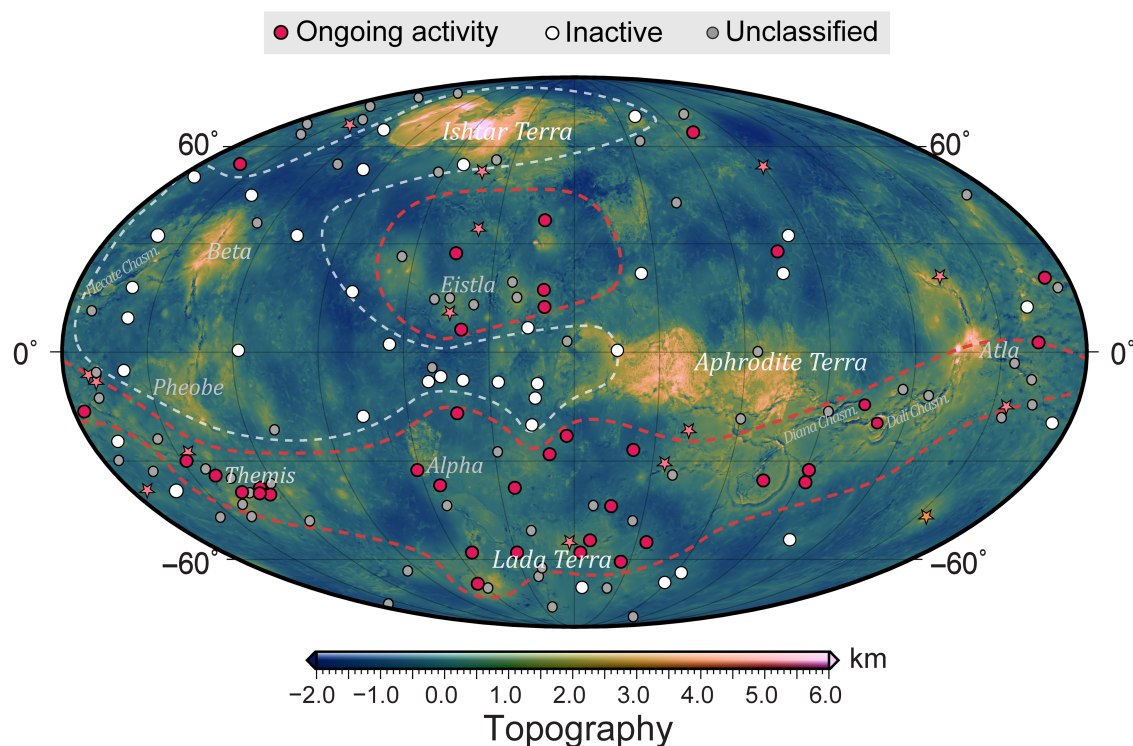 Ongoing activity Inactive Unclassified
Ishtar Terra
60° 60°
Beta
Hecate Chasm.
Eistla
0° Aphrodite Terra Atla 0°
Pheobe
Diana Chasm. Dali Chasm.
Alpha
Themis
−60° Lada Terra −60°
km
−2.0 −1.0 0.0 1.0 2.0 3.0 4.0 5.0 6.0
Topography